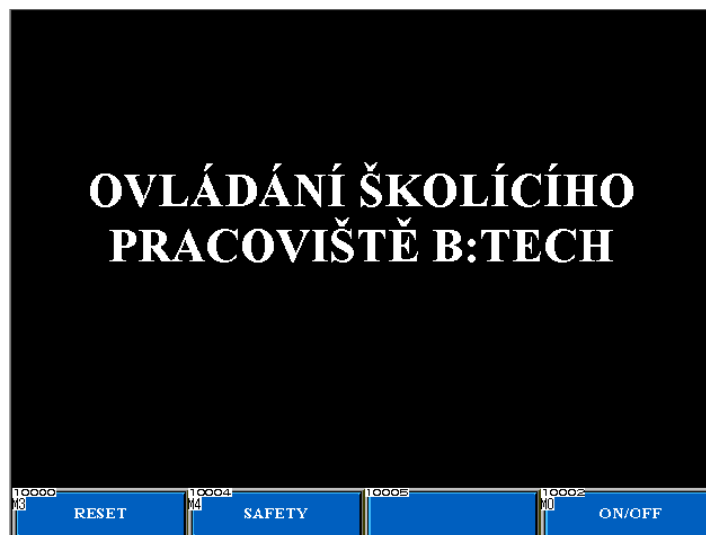 OVLÁDÁNÍ ŠKOLÍCÍHO
PRACOVIŠTĚ B:TECH
10000 10004 10005 10002
M3 RESET M4 SAFETY M0 ON/OFF